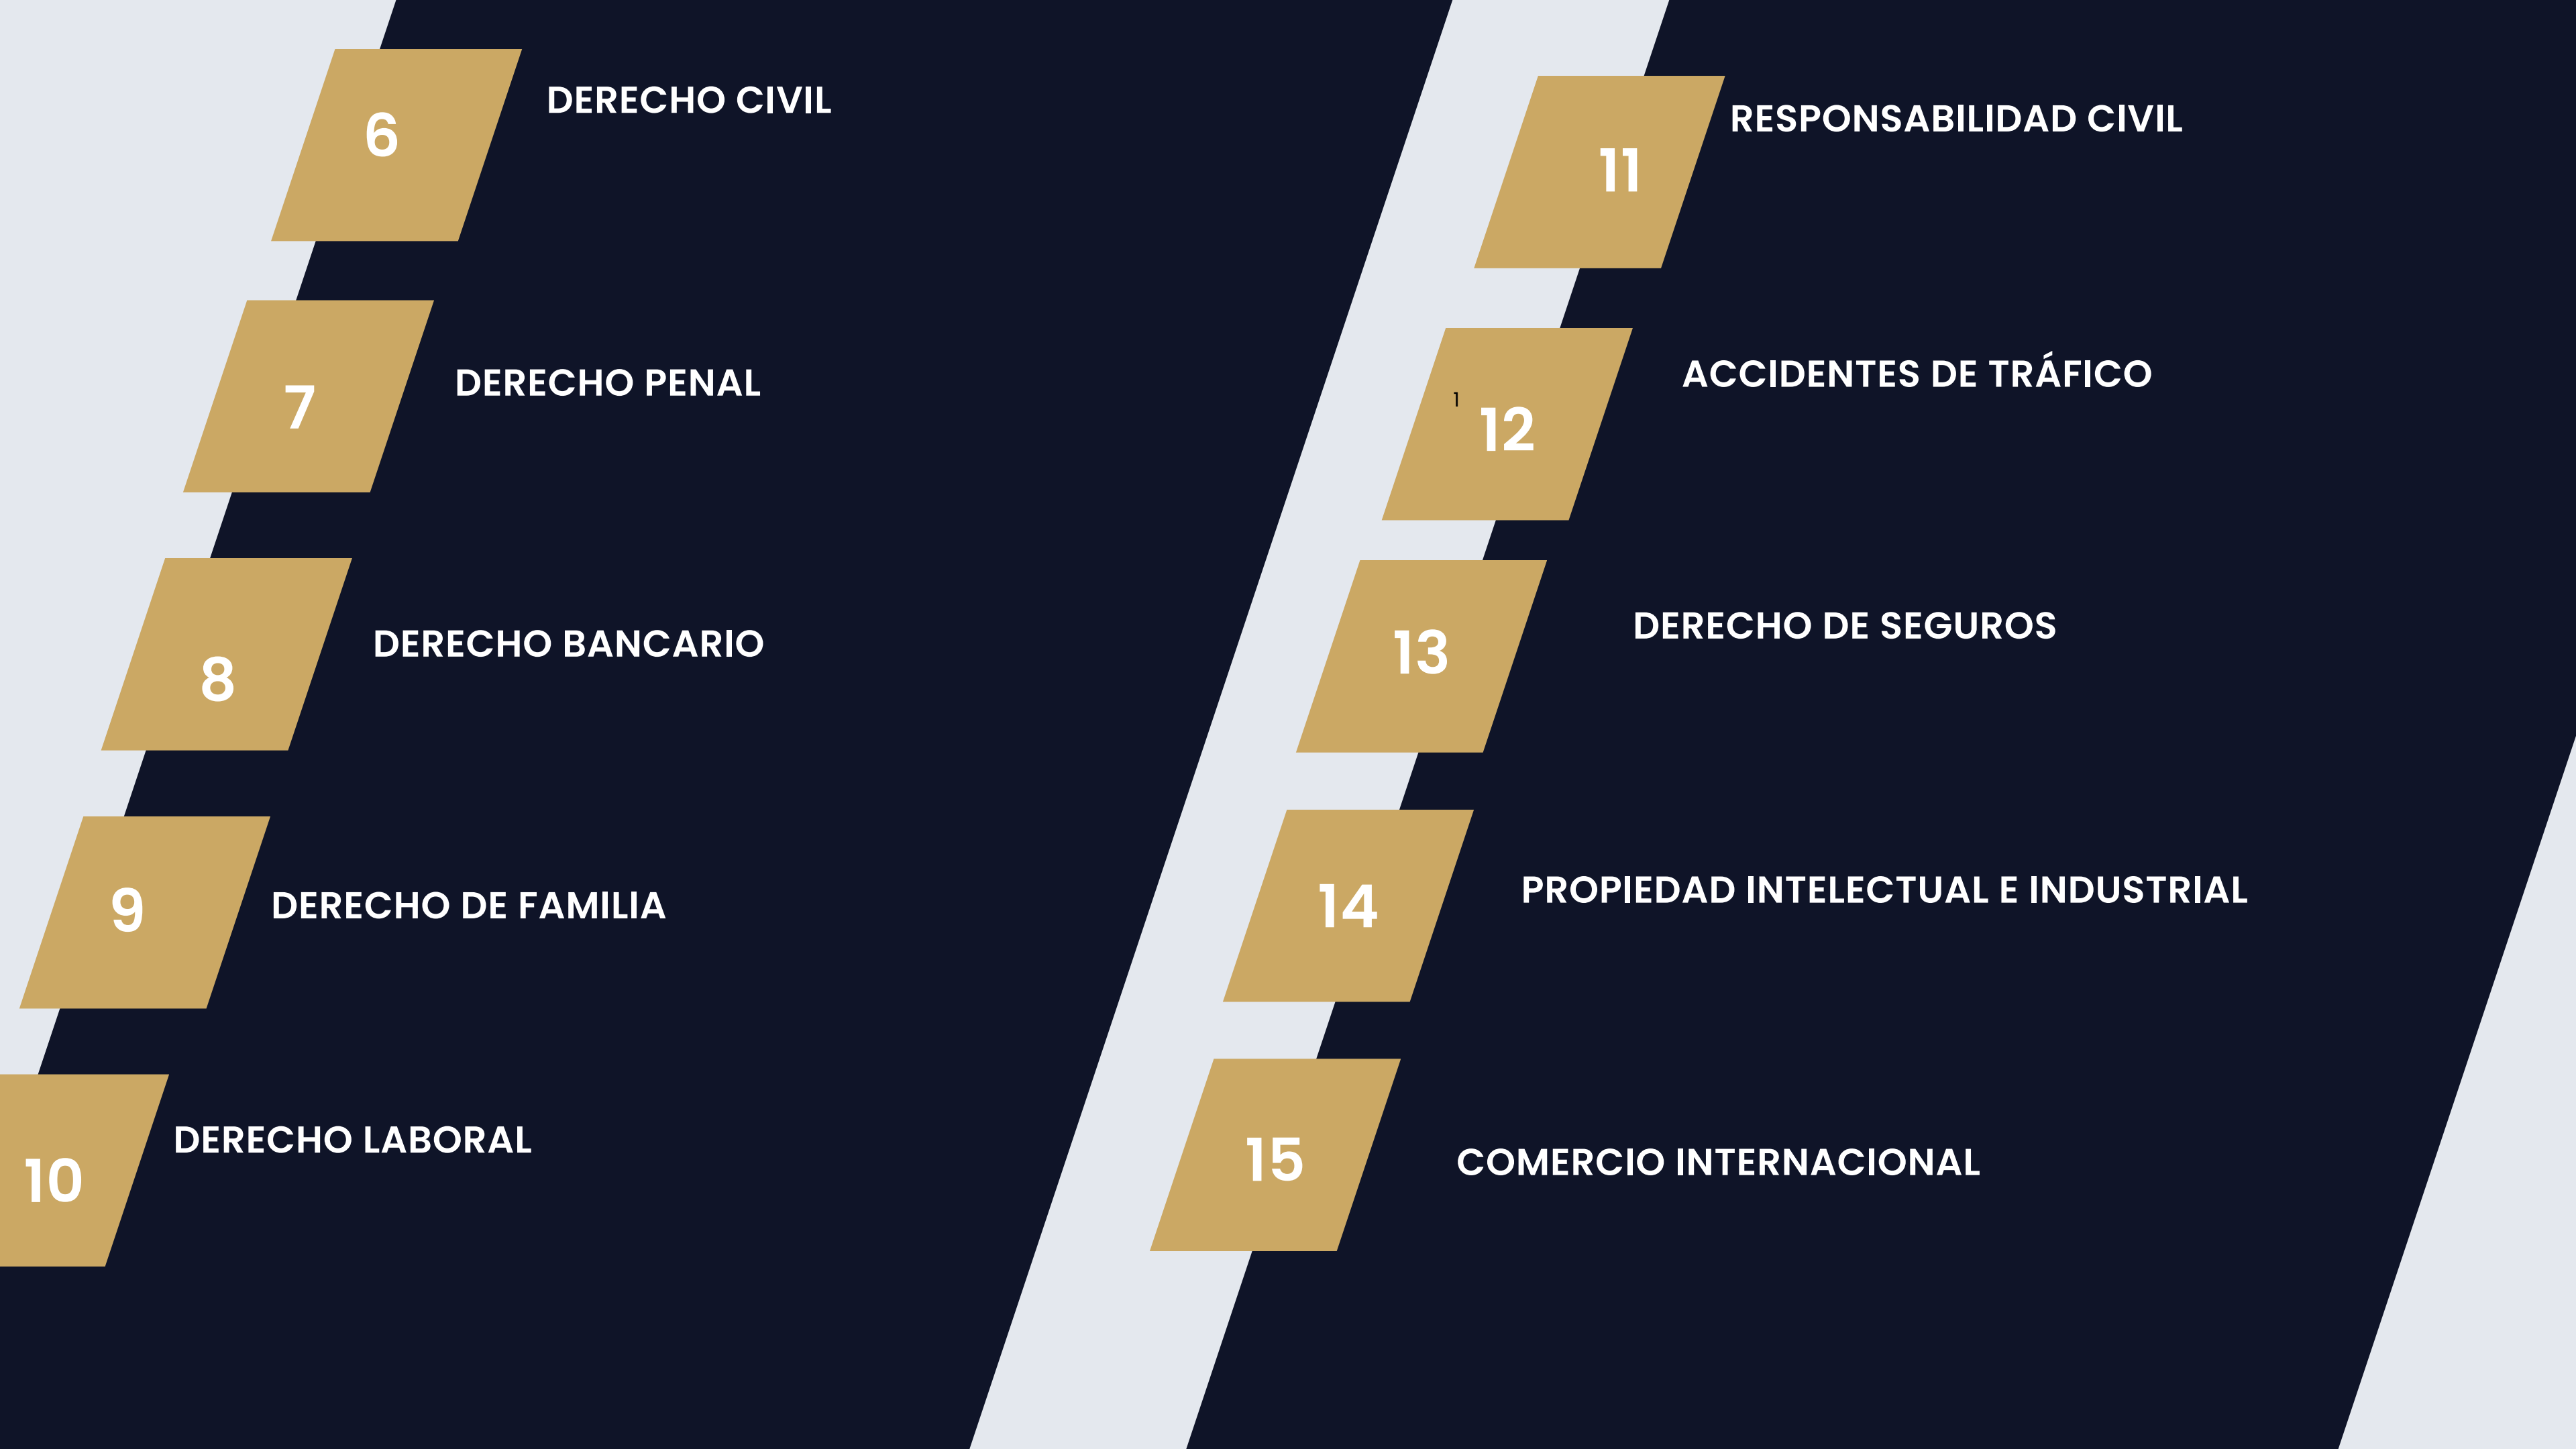 6
DERECHO CIVIL
7
DERECHO PENAL
8
DERECHO BANCARIO
9
DERECHO DE FAMILIA
10
DERECHO LABORAL
11
RESPONSABILIDAD CIVIL
1
12
ACCIDENTES DE TRÁFICO
13
DERECHO DE SEGUROS
14
PROPIEDAD INTELECTUAL E INDUSTRIAL
15
COMERCIO INTERNACIONAL